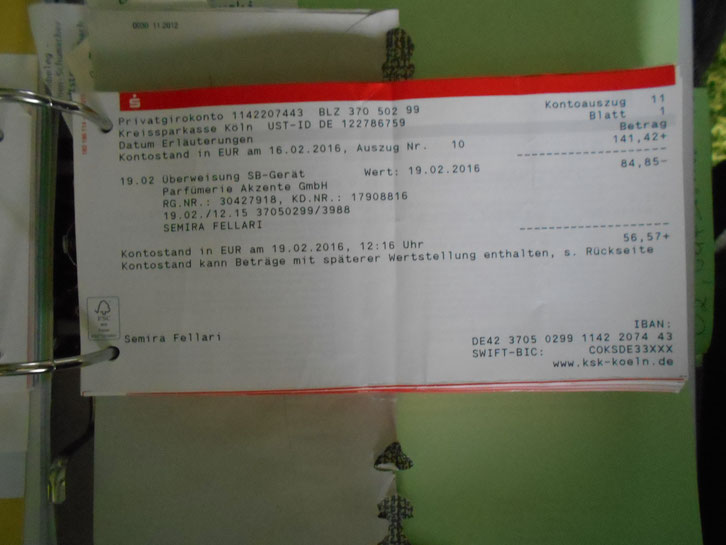 0030 11 2012
Privatgirokonto 1142207443 BLZ 370 502 99 Kontoauszug 11
Kreissparkasse Köln UST-ID DE 122786759 Blatt 1
Datum Erläuterungen Betrag
Kontostand in EUR am 16.02.2016, Auszug Nr. 10 141,42+
19.02 Überweisung SB-Gerät Wert: 19.02.2016 84,85-
Parfümerie Akzente GmbH
RG.NR.: 30427918, KD.NR.: 17908816
19.02./12.15 37050299/3988
SEMIRA FELLARI
Kontostand in EUR am 19.02.2016, 12:16 Uhr 56,57+
Kontostand kann Beträge mit späterer Wertstellung enthalten, s. Rückseite
FSC
Semira Fellari
IBAN:
DE42 3705 0299 1142 2074 43
SWIFT-BIC: COKSDE33XXX
www.ksk-koeln.de